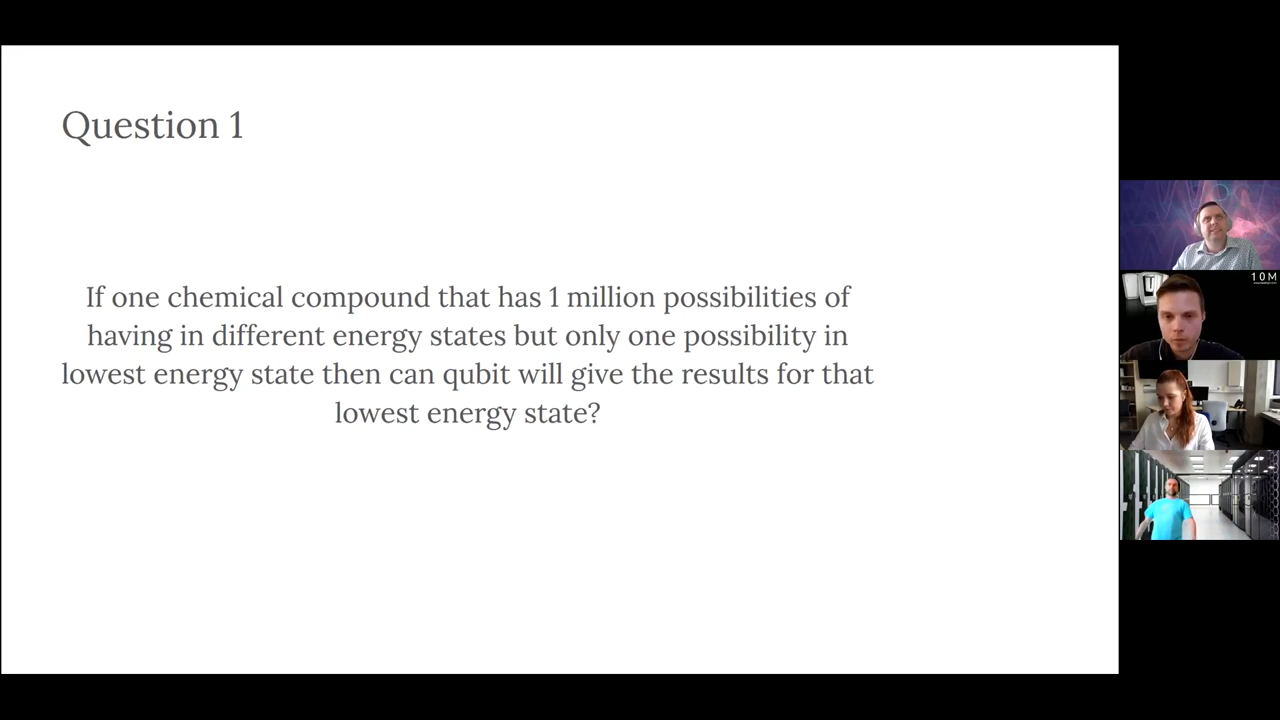 Question 1
If one chemical compound that has 1 million possibilities of
having in different energy states but only one possibility in
lowest energy state then can qubit will give the results for that
lowest energy state?
10M